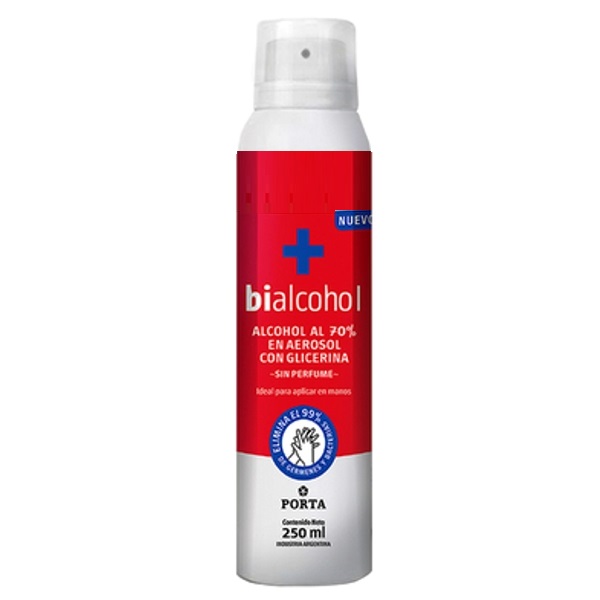 NUEVO
bialcohol
ALCOHOL AL 70%
EN AEROSOL
CON GLICERINA
-SIN PERFUME-
Ideal para aplicar en manos
ELIMINA EL 99%
DE GÉRMENES Y BACTERIAS
PORTA
Contenido Neto
250 ml
INDUSTRIA ARGENTINA